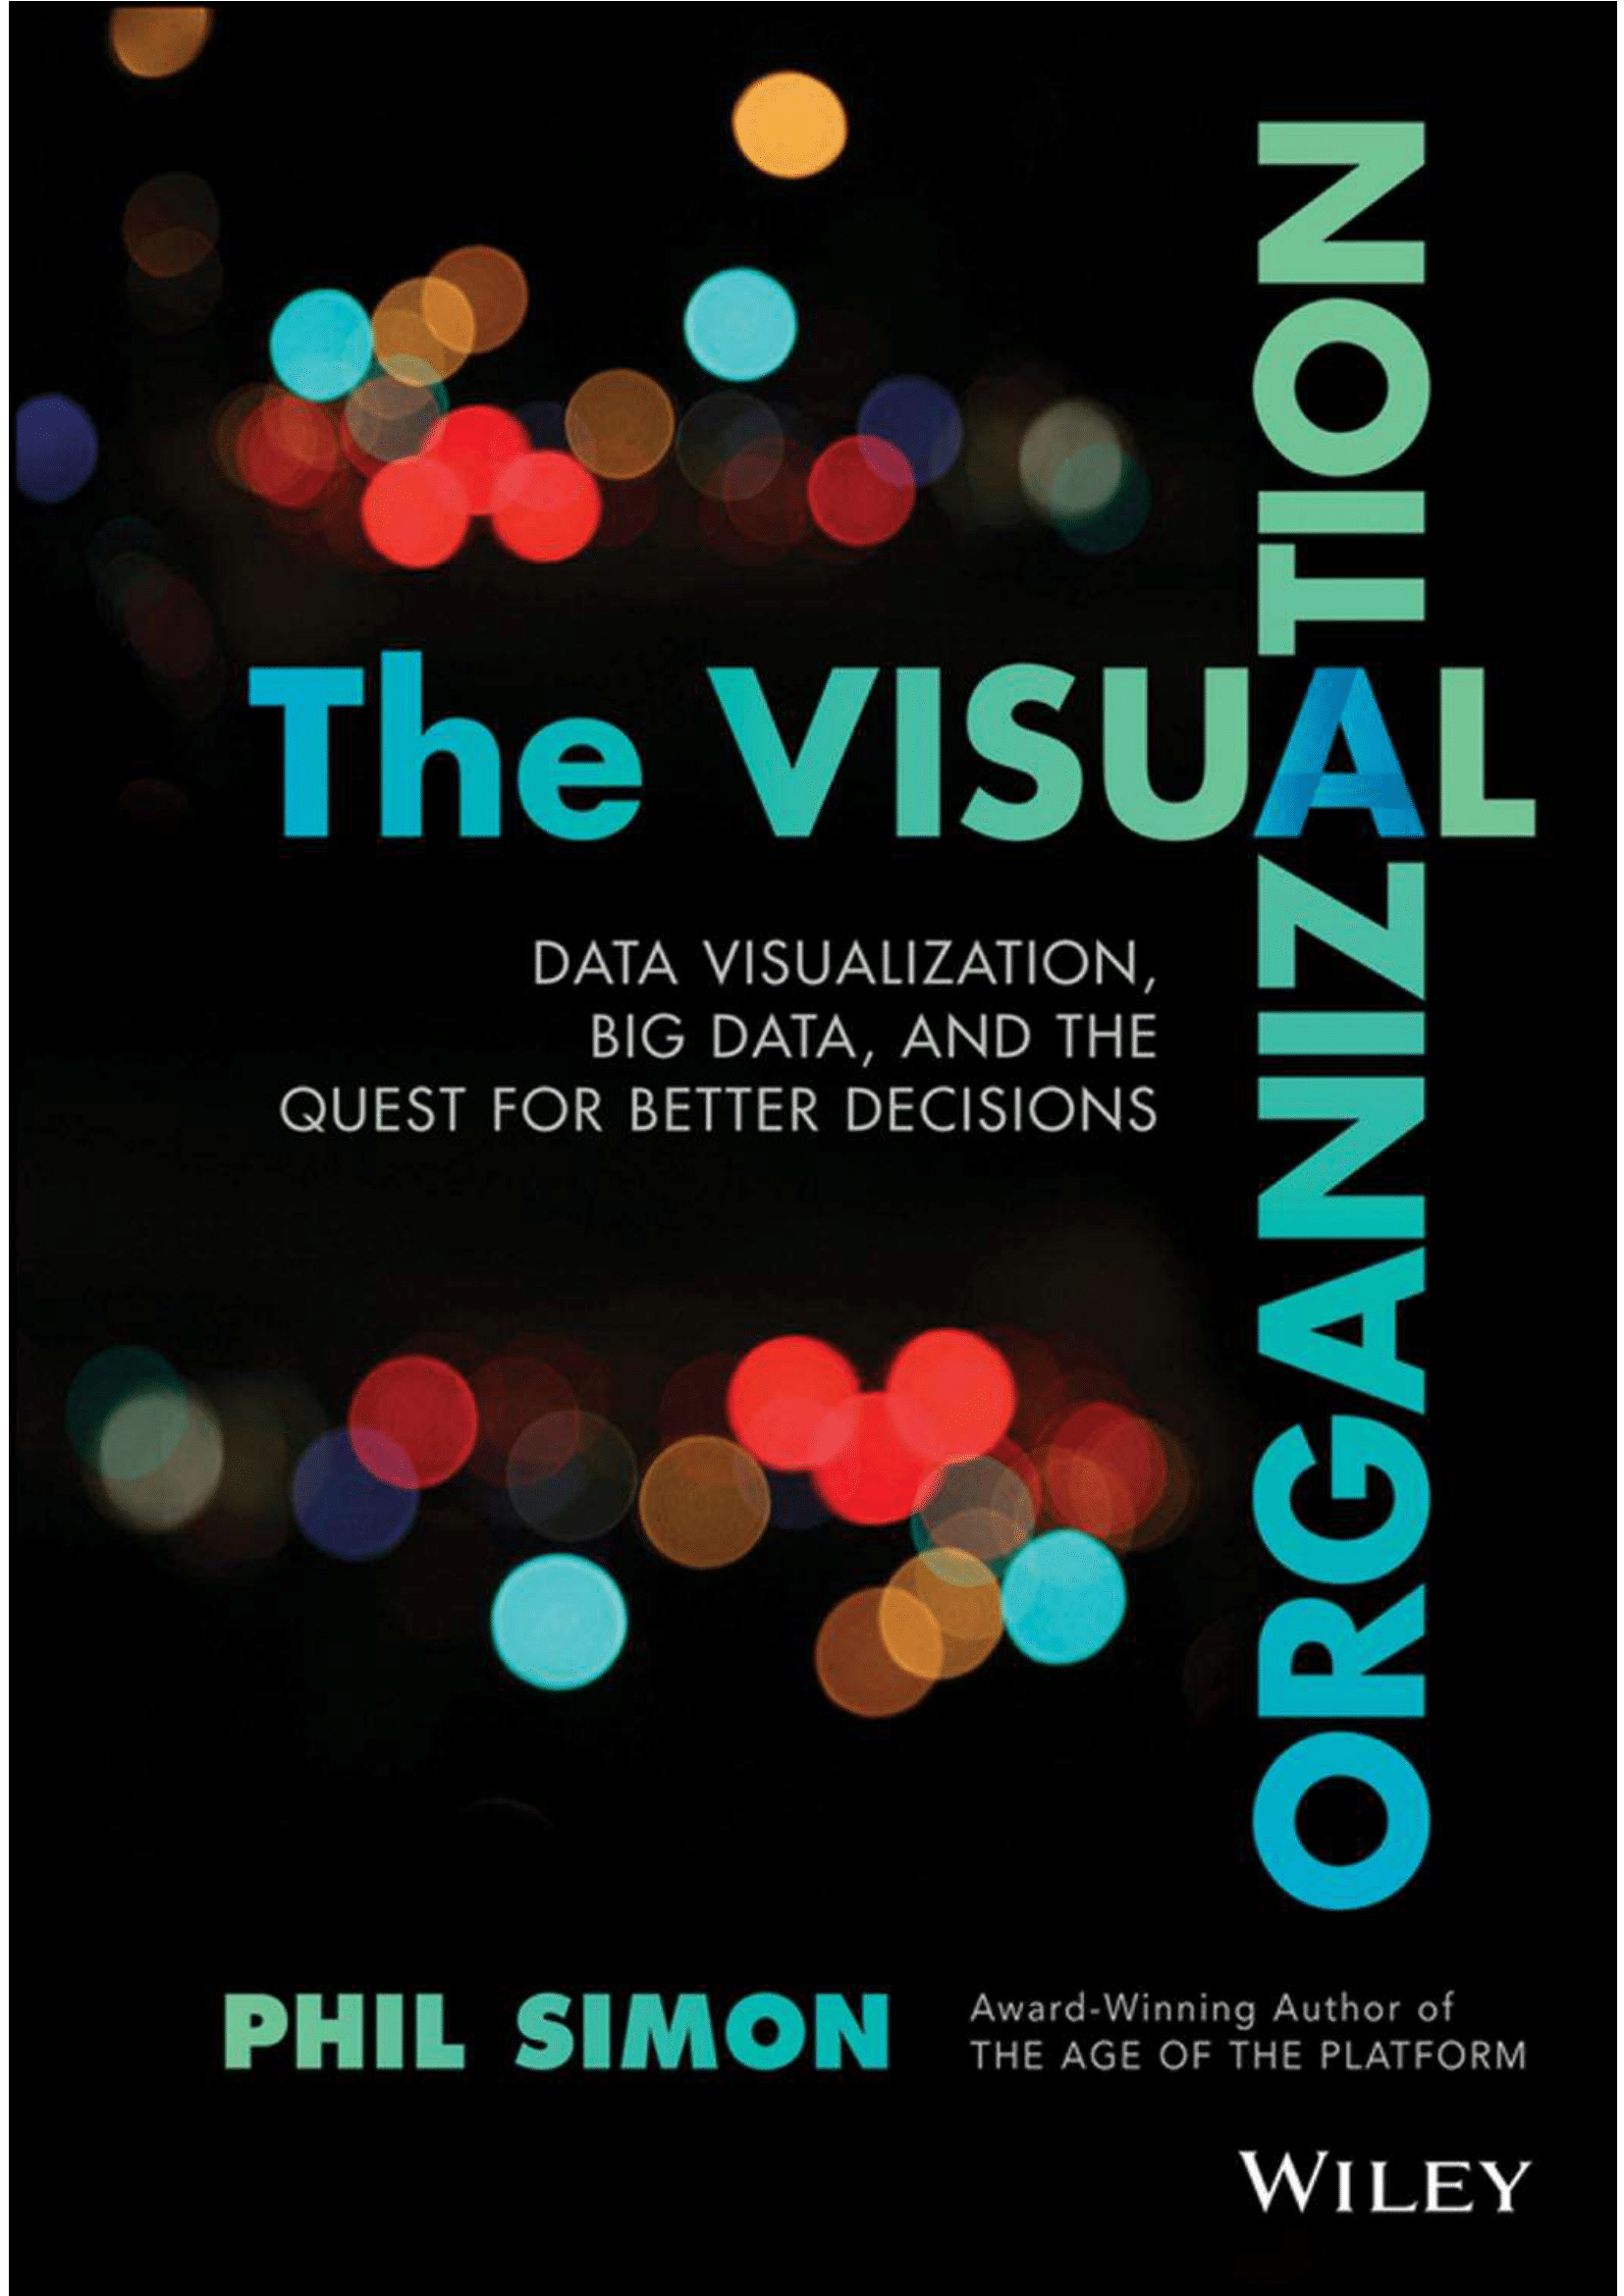 The VISUAL
ORGANIZATION
DATA VISUALIZATION,
BIG DATA, AND THE
QUEST FOR BETTER DECISIONS
PHIL SIMON
Award-Winning Author of
THE AGE OF THE PLATFORM
WILEY